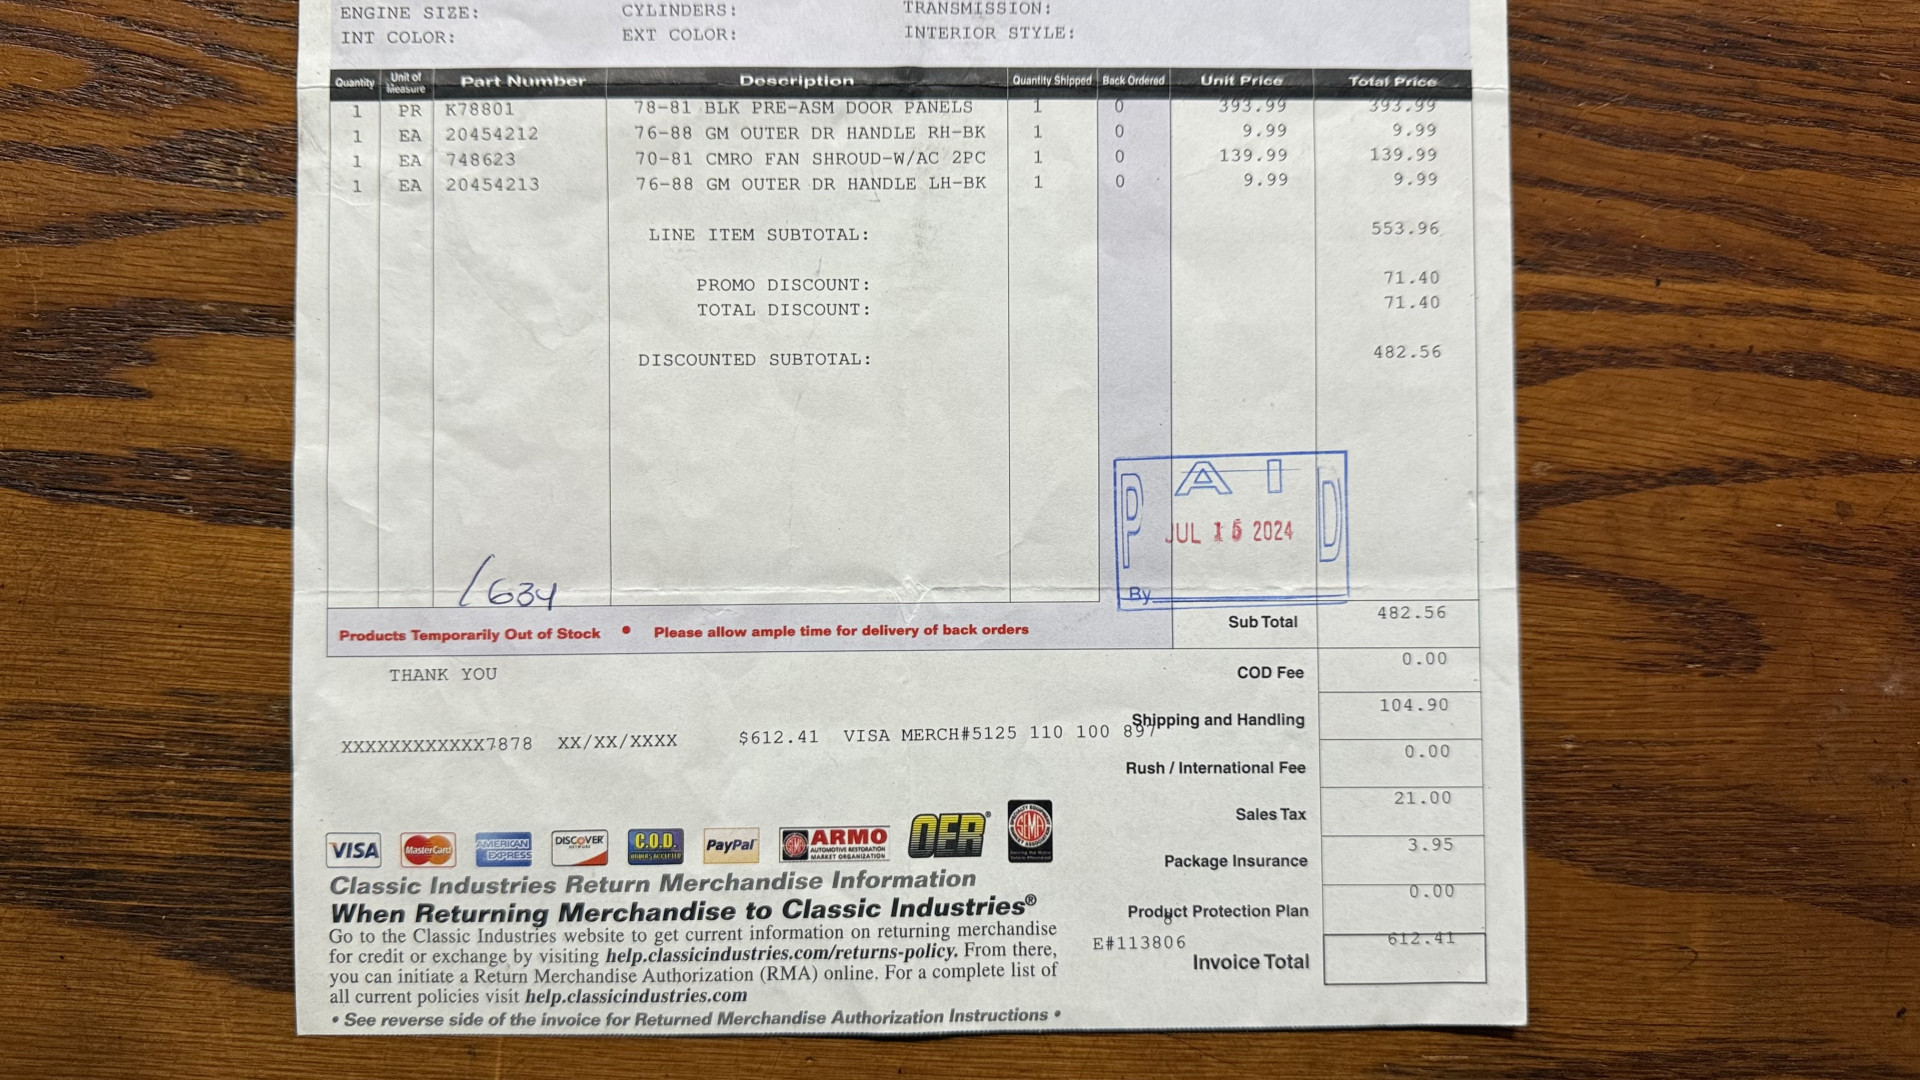 ENGINE SIZE: CYLINDERS: TRANSMISSION:
INT COLOR: EXT COLOR: INTERIOR STYLE:
Quantity Unit of Measure Part Number Description Quantity Shipped Back Ordered Unit Price Total Price
1 PR K78801 78-81 BLK PRE-ASM DOOR PANELS 1 0 393.99 393.99
1 EA 20454212 76-88 GM OUTER DR HANDLE RH-BK 1 0 9.99 9.99
1 EA 748623 70-81 CMRO FAN SHROUD-W/AC 2PC 1 0 139.99 139.99
1 EA 20454213 76-88 GM OUTER DR HANDLE LH-BK 1 0 9.99 9.99
LINE ITEM SUBTOTAL: 553.96
PROMO DISCOUNT: 71.40
TOTAL DISCOUNT: 71.40
DISCOUNTED SUBTOTAL: 482.56
PAID
JUL 15 2024
By
/634
Sub Total 482.56
Products Temporarily Out of Stock • Please allow ample time for delivery of back orders
COD Fee 0.00
THANK YOU
Shipping and Handling 104.90
XXXXXXXXXXXX7878 XX/XX/XXXX $612.41 VISA MERCH#5125 110 100 897
Rush / International Fee 0.00
Sales Tax 21.00
Package Insurance 3.95
Product Protection Plan 0.00
8
E#113806
Invoice Total 612.41
VISA MasterCard AMERICAN EXPRESS DISCOVER NETWORK C.O.D. ORDERS ACCEPTED PayPal SEMA ARMO AUTOMOTIVE RESTORATION MARKET ORGANIZATION OER® SEMA
Classic Industries Return Merchandise Information
When Returning Merchandise to Classic Industries®
Go to the Classic Industries website to get current information on returning merchandise
for credit or exchange by visiting help.classicindustries.com/returns-policy. From there,
you can initiate a Return Merchandise Authorization (RMA) online. For a complete list of
all current policies visit help.classicindustries.com
• See reverse side of the invoice for Returned Merchandise Authorization Instructions •